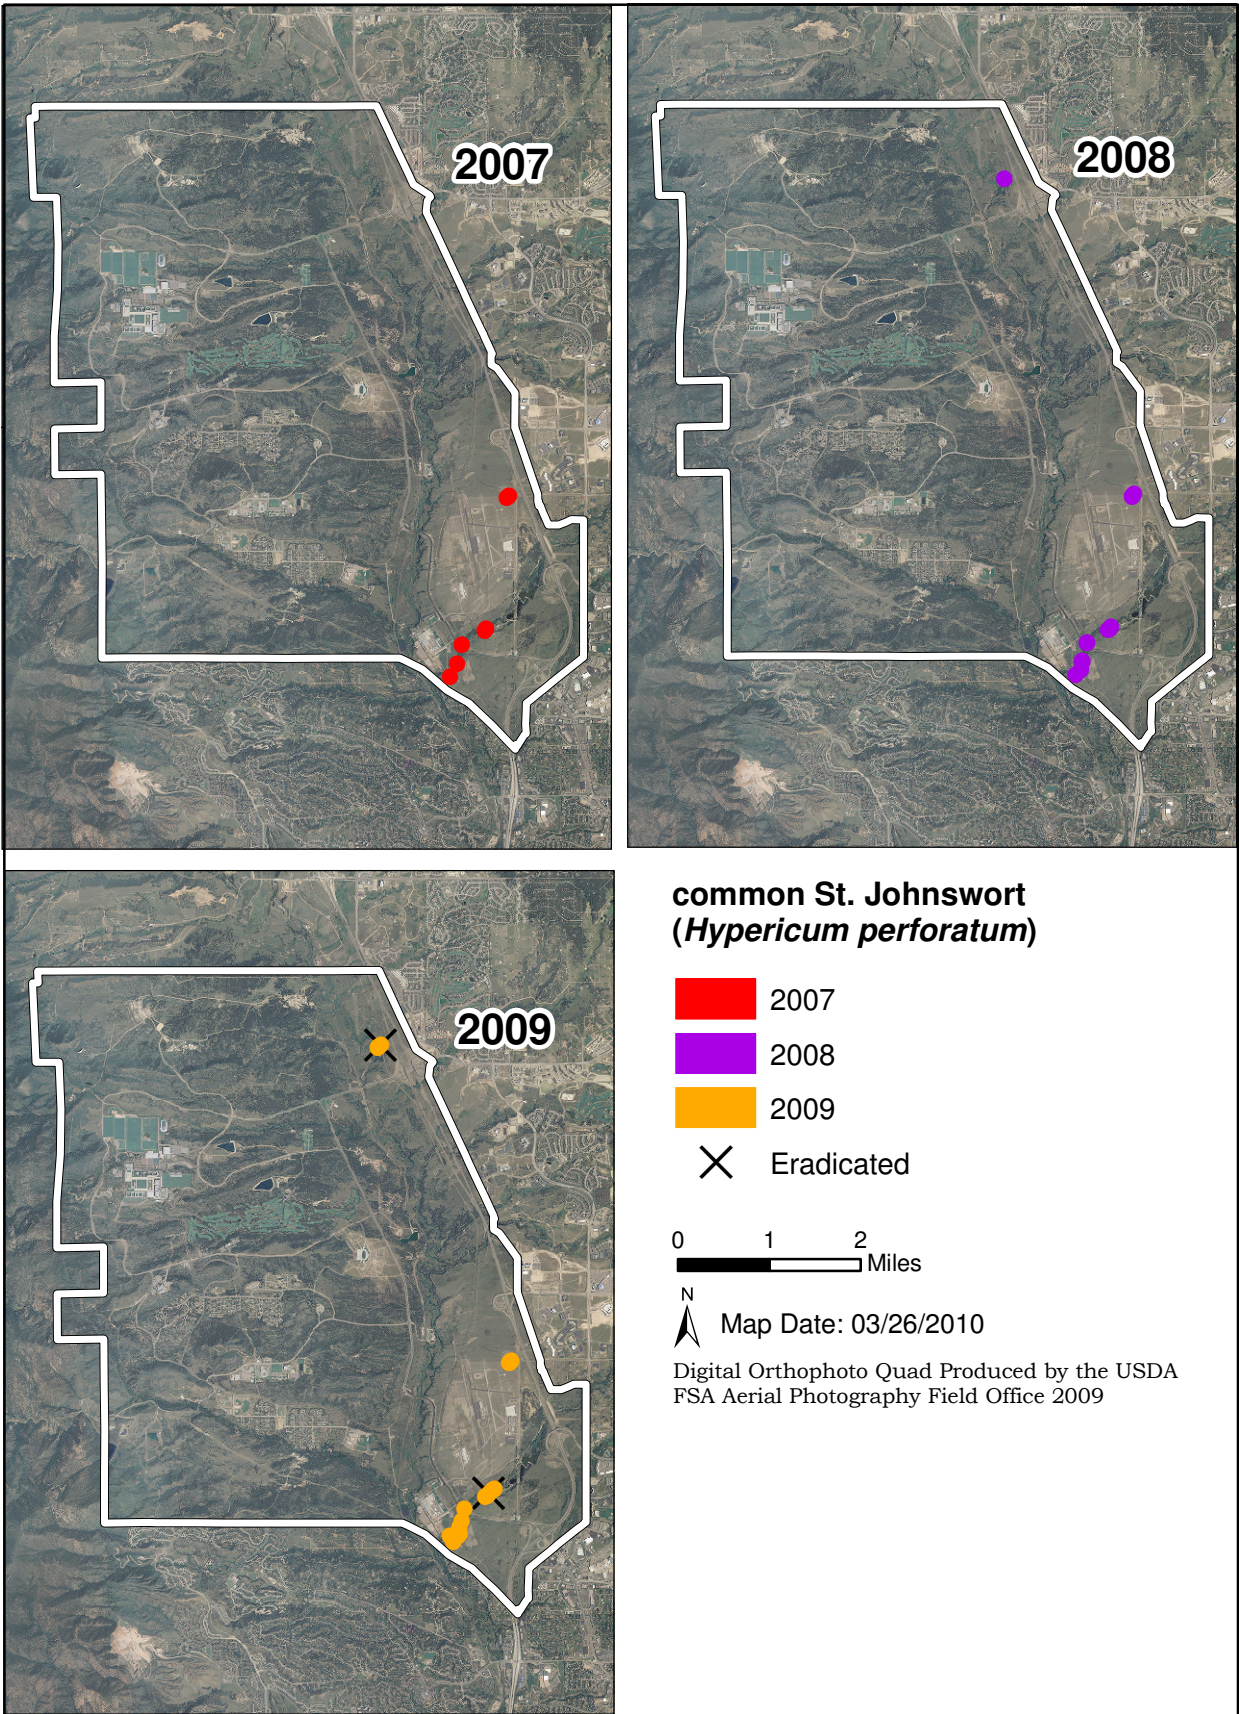 2007
2008
2009
common St. Johnswort
(Hypericum perforatum)
2007
2008
2009
Eradicated
0 1 2
Miles
N
Map Date: 03/26/2010
Digital Orthophoto Quad Produced by the USDA
FSA Aerial Photography Field Office 2009